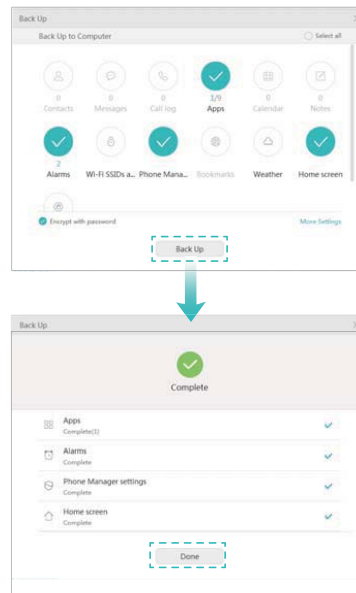 Back Up
Back Up to Computer
Select all
0
0
0
1/9
0
0
Contacts
Messages
Call log
Apps
Calendar
Notes
2
Alarms
Wi-Fi SSIDs a...
Phone Mana...
Bookmarks
Weather
Home screen
Encrypt with password
More Settings
Back Up
Back Up
Complete
Apps
Complete(1)
Alarms
Complete
Phone Manager settings
Complete
Home screen
Complete
Done